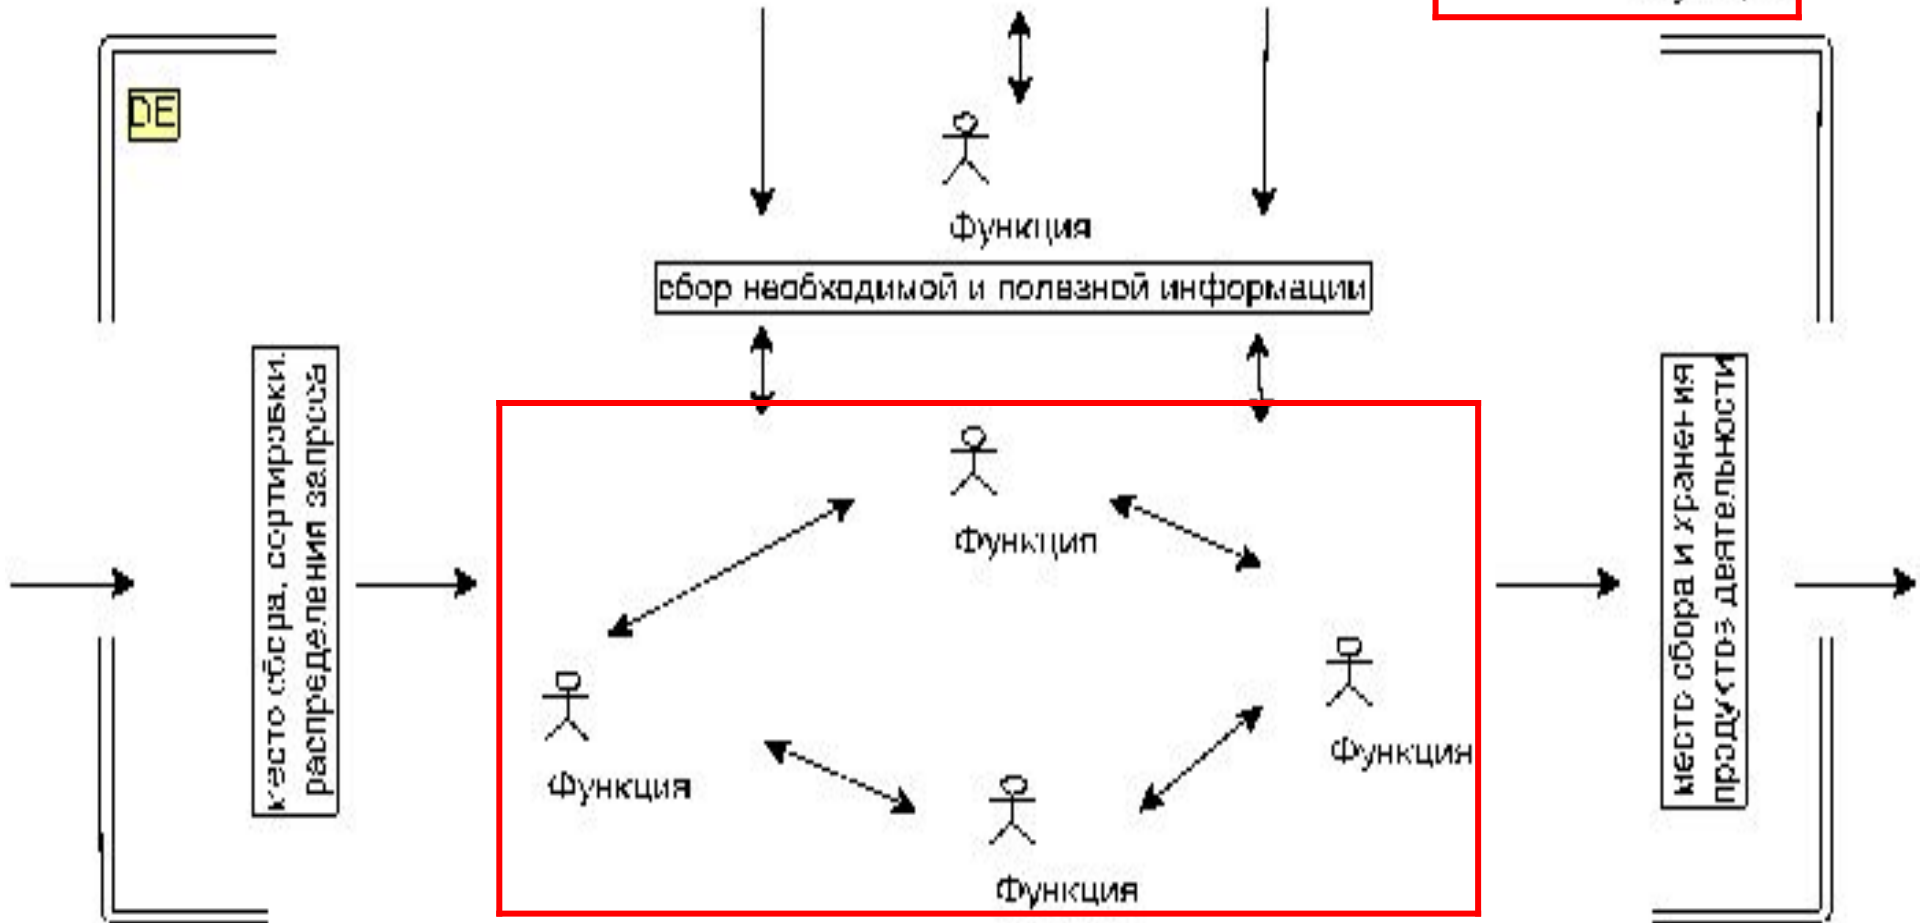 DE
Функция
сбор необходимой и полезной информации
место сбора, сортировки,
распределения запроса
Функция
Функция
Функция
Функция
место сбора и хранения
продуктов деятельности